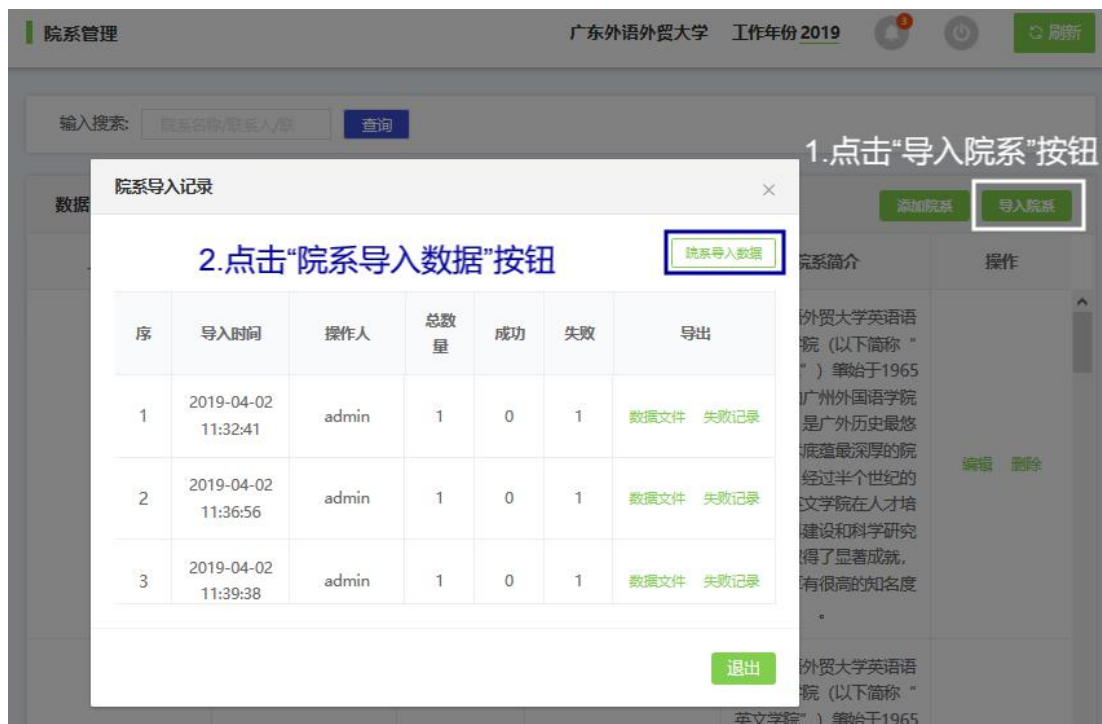 院系管理
广东外语外贸大学 工作年份 2019
3
刷新
输入搜索: 院系名称/联系人/联
查询
1.点击“导入院系”按钮
数据
添加院系
导入院系
院系导入记录
×
2.点击“院系导入数据”按钮
院系导入数据
院系简介
操作
序 导入时间 操作人 总数量 成功 失败 导出
1 2019-04-02 11:32:41 admin 1 0 1 数据文件 失败记录
2 2019-04-02 11:36:56 admin 1 0 1 数据文件 失败记录
3 2019-04-02 11:39:38 admin 1 0 1 数据文件 失败记录
外贸大学英语语
院(以下简称“
”)筆始于1965
广州外国语学院
是广外历史最悠
底蕴最深厚的院
经过半个世纪的
文学院在人才培
建设和科学研究
得了显著成就,
有很高的知名度
。
编辑 删除
退出
外贸大学英语语
院(以下简称“
英文学院”)筆始于1965